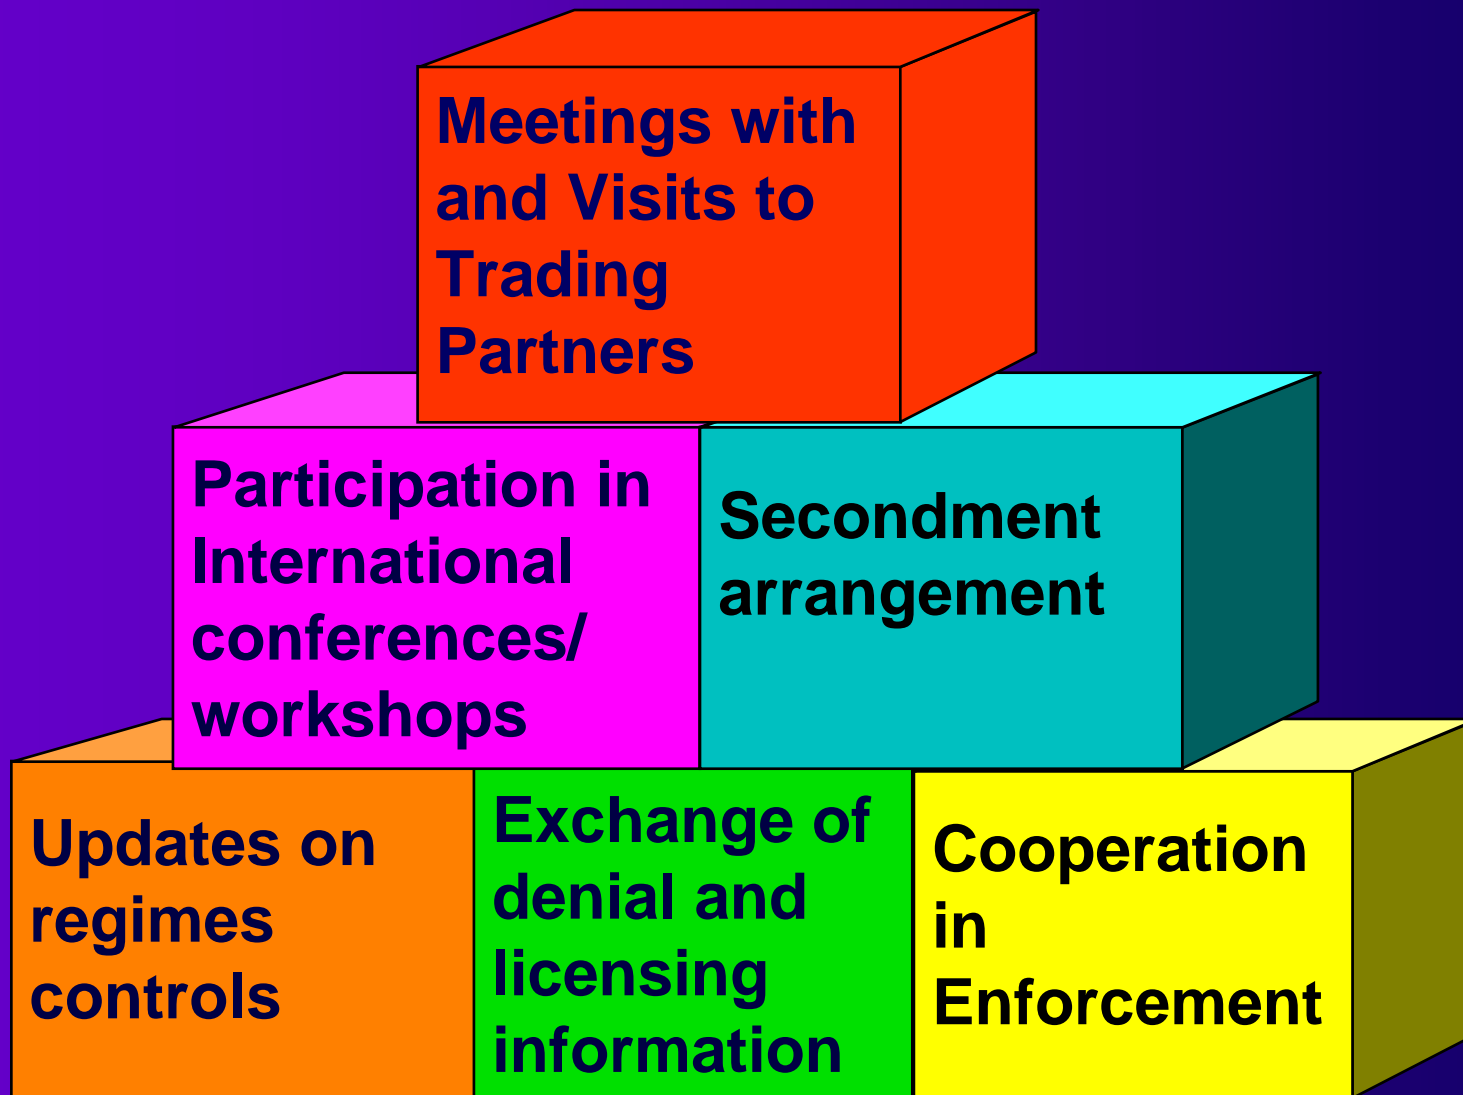 Meetings with
and Visits to
Trading
Partners
Participation in
International
conferences/
workshops
Secondment
arrangement
Updates on
regimes
controls
Exchange of
denial and
licensing
information
Cooperation
in
Enforcement